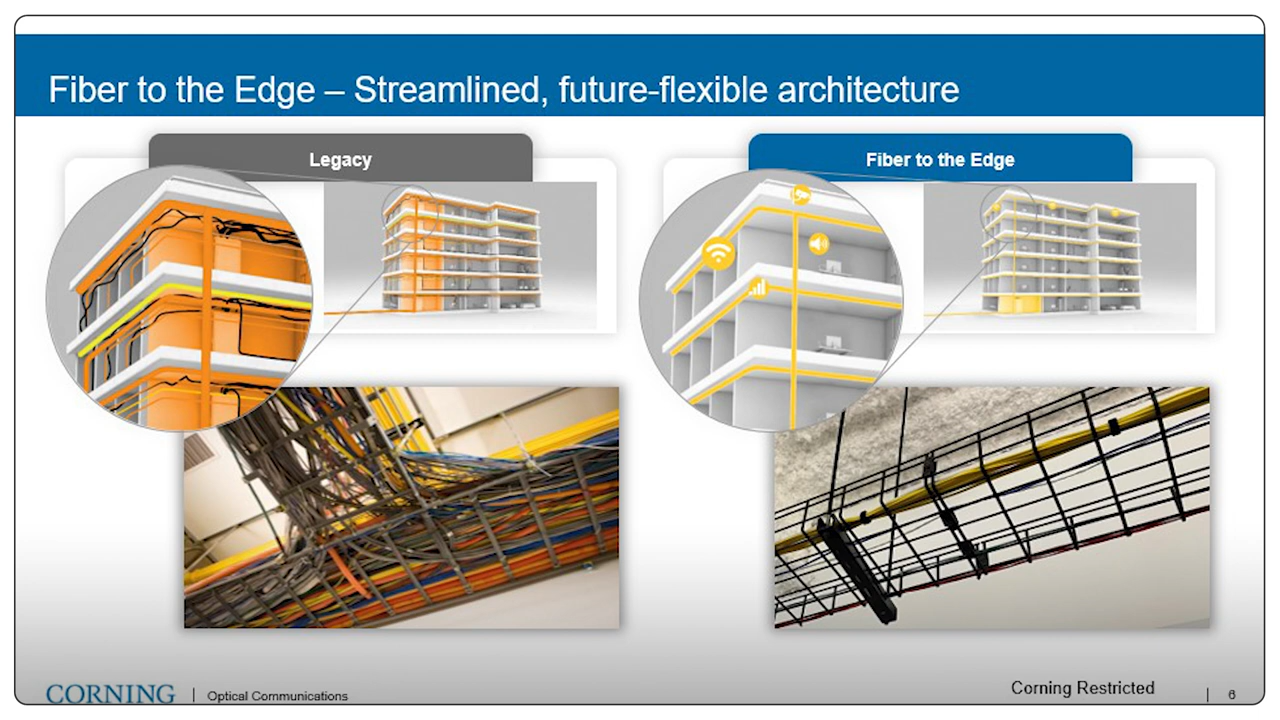 Fiber to the Edge – Streamlined, future-flexible architecture
Legacy
Fiber to the Edge
CORNING | Optical Communications
Corning Restricted | 6